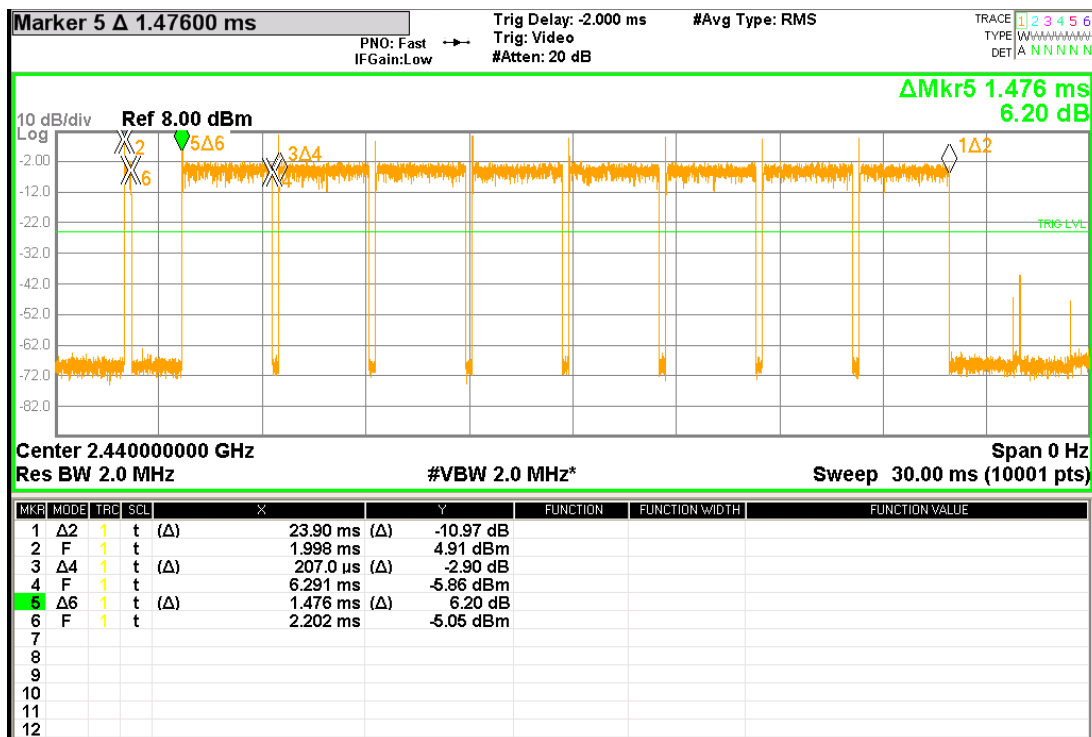 Marker 5 Δ 1.47600 ms
Trig Delay: -2.000 ms
#Avg Type: RMS
TRACE 1 2 3 4 5 6
PNO: Fast
Trig: Video
TYPE W
IFGain:Low
#Atten: 20 dB
DET A N N N N N
ΔMkr5 1.476 ms
6.20 dB
10 dB/div
Ref 8.00 dBm
Log
2
5Δ6
3Δ4
1Δ2
-2.00
6
4
-12.0
-22.0
TRIG LVL
-32.0
-42.0
-52.0
-62.0
-72.0
-82.0
Center 2.440000000 GHz
Span 0 Hz
Res BW 2.0 MHz
#VBW 2.0 MHz*
Sweep 30.00 ms (10001 pts)
MKR MODE TRC SCL X Y FUNCTION FUNCTION WIDTH FUNCTION VALUE
1 Δ2 1 t (Δ) 23.90 ms (Δ) -10.97 dB
2 F 1 t 1.998 ms 4.91 dBm
3 Δ4 1 t (Δ) 207.0 µs (Δ) -2.90 dB
4 F 1 t 6.291 ms -5.86 dBm
5 Δ6 1 t (Δ) 1.476 ms (Δ) 6.20 dB
6 F 1 t 2.202 ms -5.05 dBm
7
8
9
10
11
12